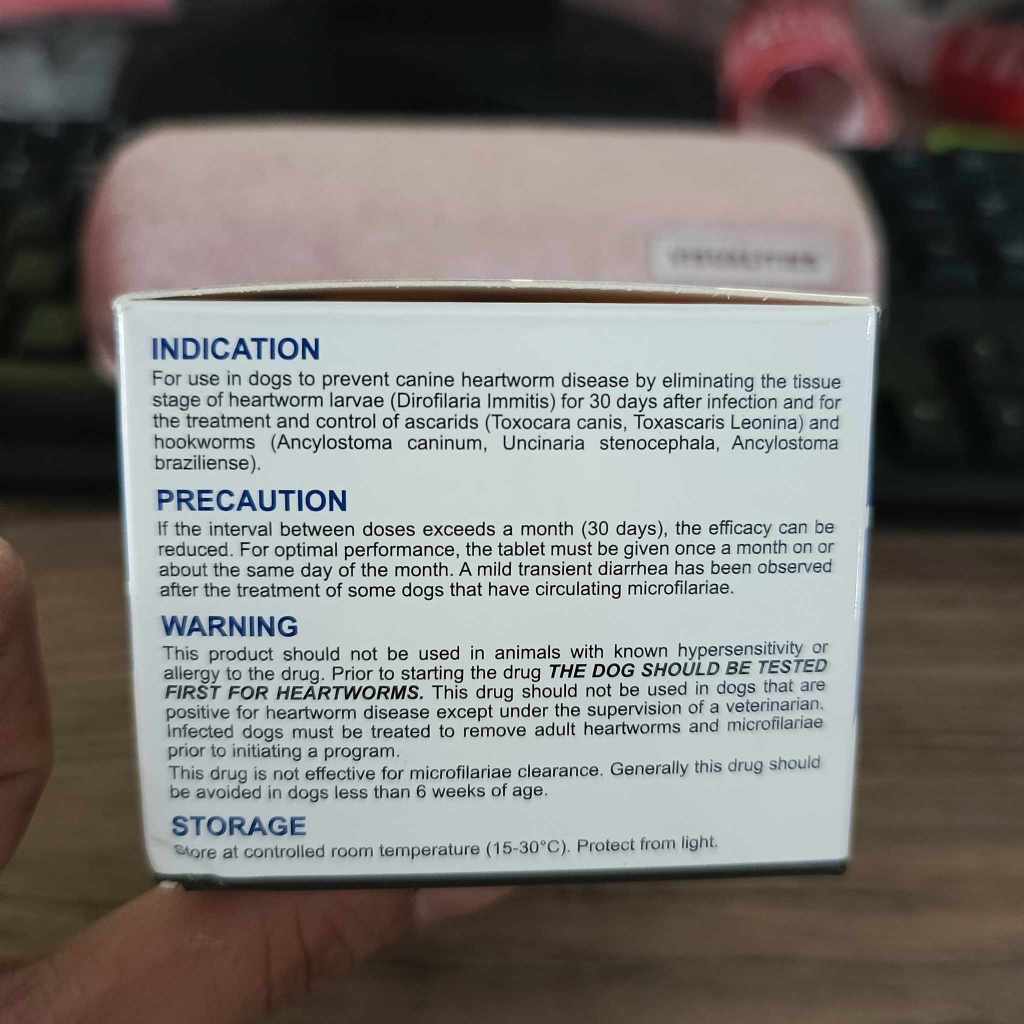 INDICATION
For use in dogs to prevent canine heartworm disease by eliminating the tissue
stage of heartworm larvae (Dirofilaria Immitis) for 30 days after infection and for
the treatment and control of ascarids (Toxocara canis, Toxascaris Leonina) and
hookworms (Ancylostoma caninum, Uncinaria stenocephala, Ancylostoma
braziliense).
PRECAUTION
If the interval between doses exceeds a month (30 days), the efficacy can be
reduced. For optimal performance, the tablet must be given once a month on or
about the same day of the month. A mild transient diarrhea has been observed
after the treatment of some dogs that have circulating microfilariae.
WARNING
This product should not be used in animals with known hypersensitivity or
allergy to the drug. Prior to starting the drug THE DOG SHOULD BE TESTED
FIRST FOR HEARTWORMS. This drug should not be used in dogs that are
positive for heartworm disease except under the supervision of a veterinarian.
Infected dogs must be treated to remove adult heartworms and microfilariae
prior to initiating a program.
This drug is not effective for microfilariae clearance. Generally this drug should
be avoided in dogs less than 6 weeks of age.
STORAGE
Store at controlled room temperature (15-30°C). Protect from light.